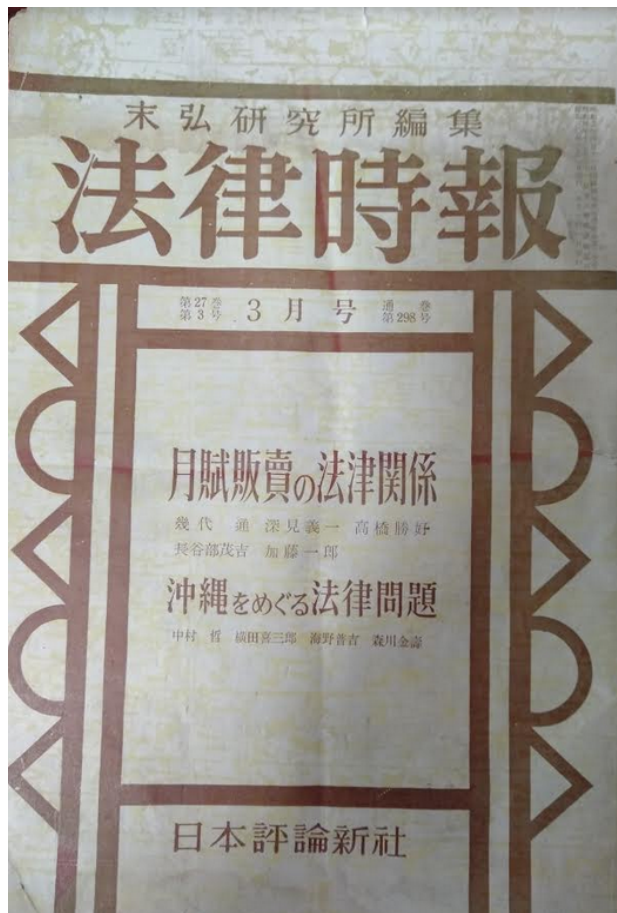 末弘研究所編集
法律時報
第27巻 第3号 3月号 通巻 第298号
月賦販賣の法律関係
幾代 通 深見義一 高橋勝好
長谷部茂吉 加藤一郎
沖縄をめぐる法律問題
中村 哲 横田喜三郎 海野普吉 森川金壽
日本評論新社